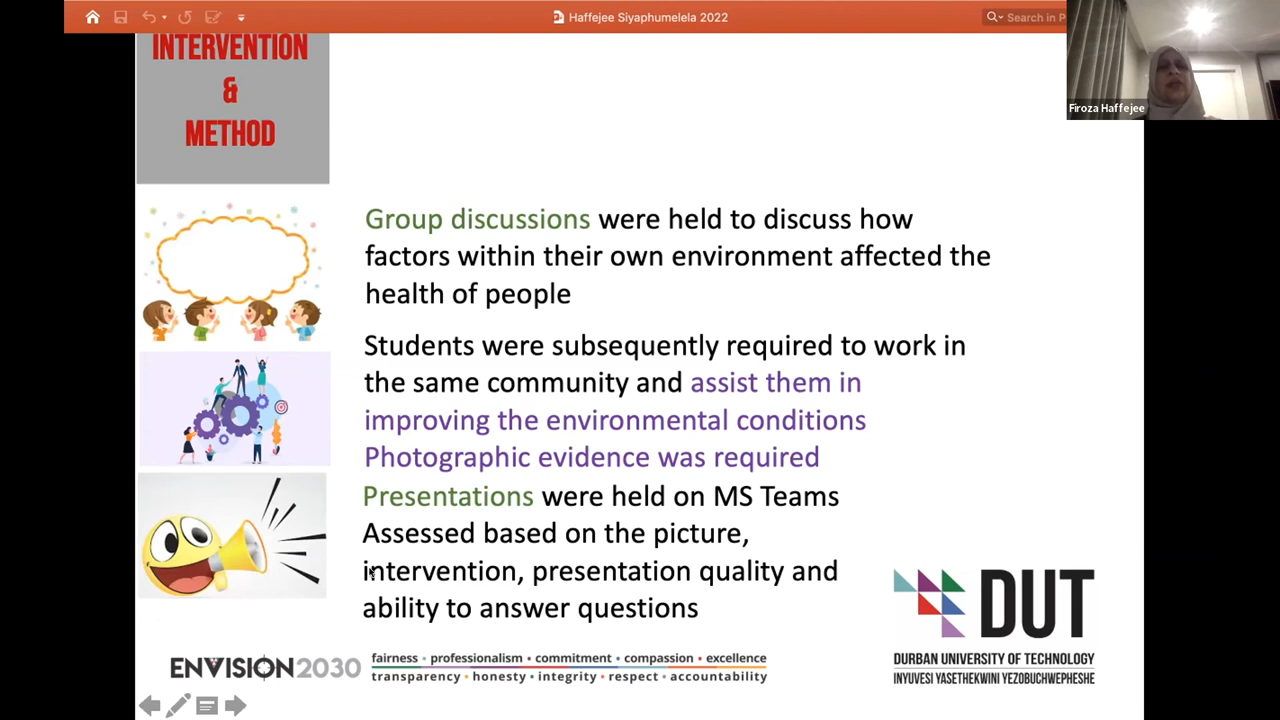 Haffejee Siyaphumelela 2022
Search in P
Firoza Haffejee
INTERVENTION
&
METHOD
Group discussions were held to discuss how
factors within their own environment affected the
health of people
Students were subsequently required to work in
the same community and assist them in
improving the environmental conditions
Photographic evidence was required
Presentations were held on MS Teams
Assessed based on the picture,
intervention, presentation quality and
ability to answer questions
DUT
DURBAN UNIVERSITY OF TECHNOLOGY
INYUVESI YASETHEKWINI YEZOBUCHWEPHESHE
ENVISION2030
fairness • professionalism • commitment • compassion • excellence
transparency • honesty • integrity • respect • accountability